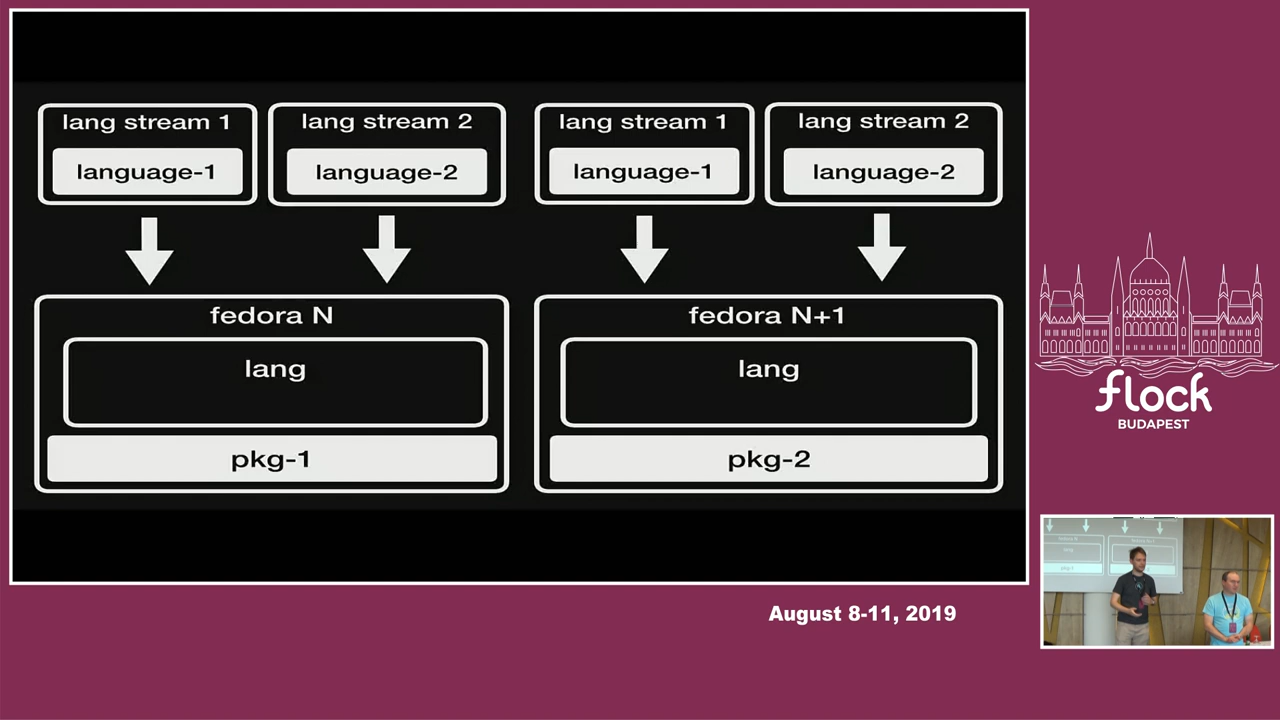 lang stream 1
language-1
lang stream 2
language-2
lang stream 1
language-1
lang stream 2
language-2
fedora N
lang
pkg-1
fedora N+1
lang
pkg-2
flock
BUDAPEST
August 8-11, 2019